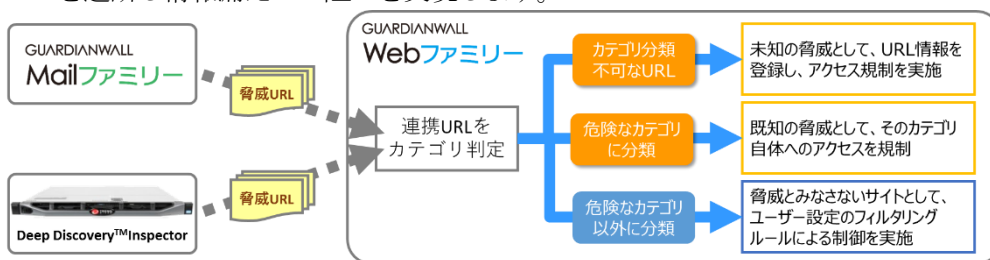 GUARDIANWALL
Mailファミリー
脅威URL
Deep Discovery™Inspector
脅威URL
GUARDIANWALL
Webファミリー
連携URLを
カテゴリ判定
カテゴリ分類
不可なURL
未知の脅威として、URL情報を
登録し、アクセス規制を実施
危険なカテゴリ
に分類
既知の脅威として、そのカテゴリ
自体へのアクセスを規制
危険なカテゴリ
以外に分類
脅威とみなさないサイトとして、
ユーザー設定のフィルタリング
ルールによる制御を実施